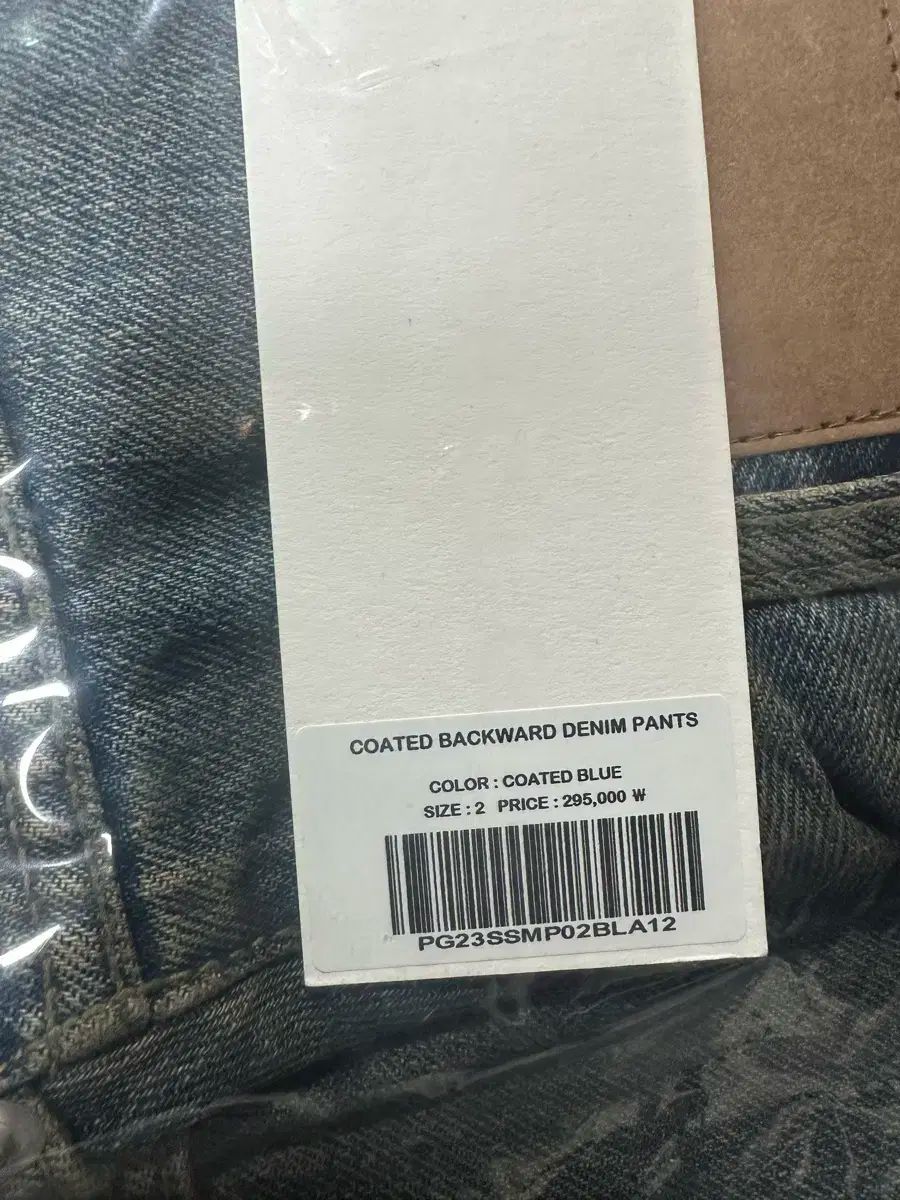 COATED BACKWARD DENIM PANTS
COLOR : COATED BLUE
SIZE : 2 PRICE : 295,000 ₩
PG23SSMP02BLA12